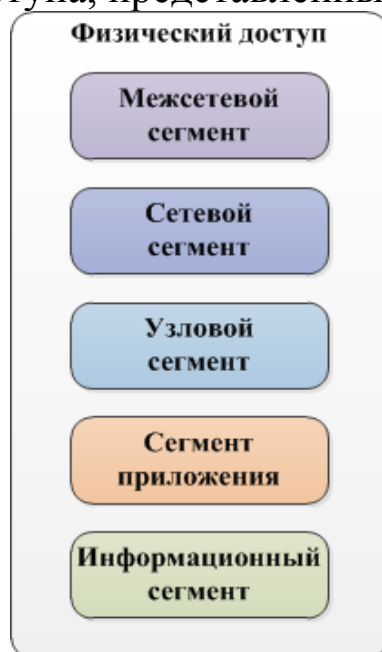 Физический доступ
Межсетевой
сегмент
Сетевой
сегмент
Узловой
сегмент
Сегмент
приложения
Информационный
сегмент